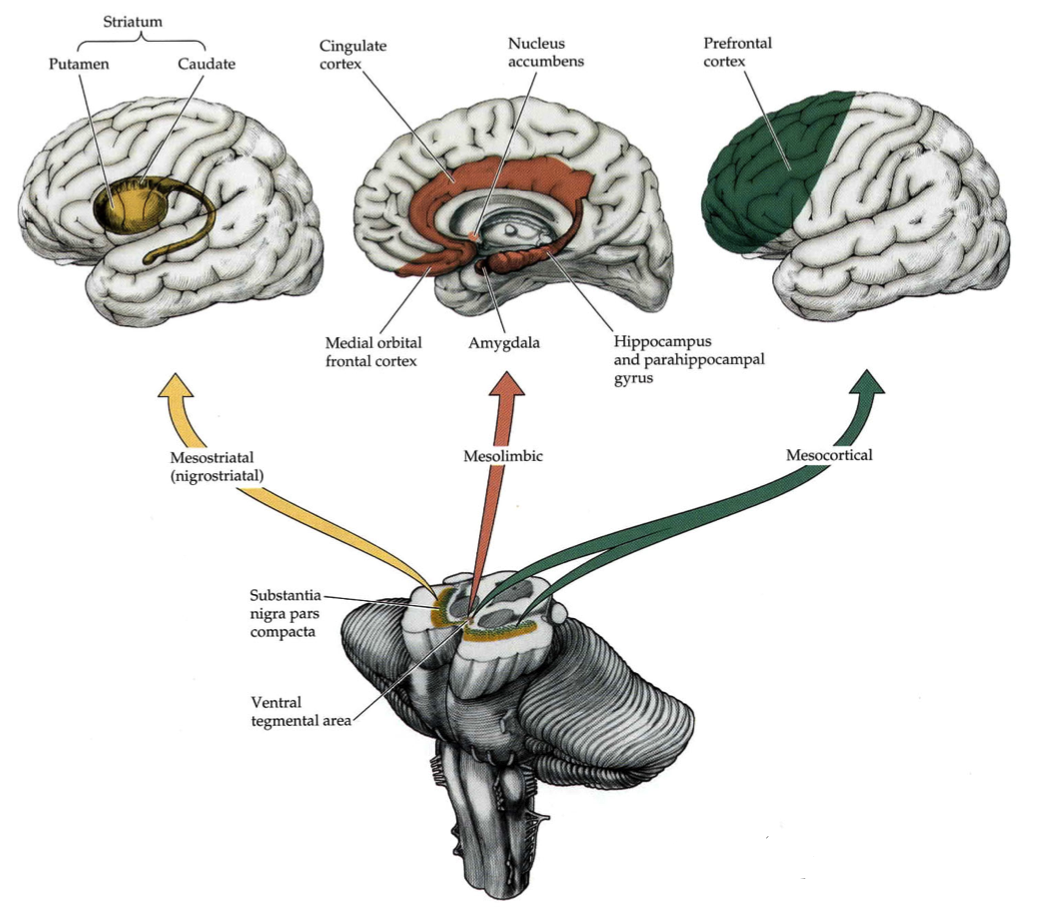 Striatum
Putamen
Caudate
Cingulate
cortex
Nucleus
accumbens
Prefrontal
cortex
Medial orbital
frontal cortex
Amygdala
Hippocampus
and parahippocampal
gyrus
Mesostriatal
(nigrostriatal)
Mesolimbic
Mesocortical
Substantia
nigra pars
compacta
Ventral
tegmental area